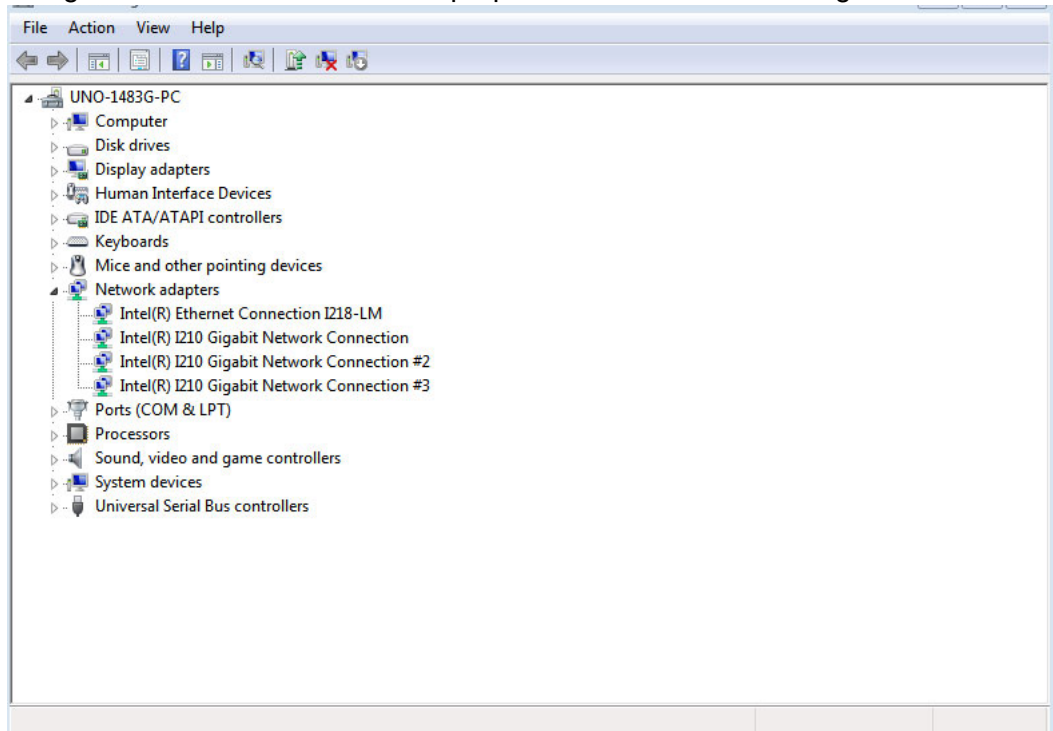 File Action View Help
UNO-1483G-PC
Computer
Disk drives
Display adapters
Human Interface Devices
IDE ATA/ATAPI controllers
Keyboards
Mice and other pointing devices
Network adapters
Intel(R) Ethernet Connection I218-LM
Intel(R) I210 Gigabit Network Connection
Intel(R) I210 Gigabit Network Connection #2
Intel(R) I210 Gigabit Network Connection #3
Ports (COM & LPT)
Processors
Sound, video and game controllers
System devices
Universal Serial Bus controllers